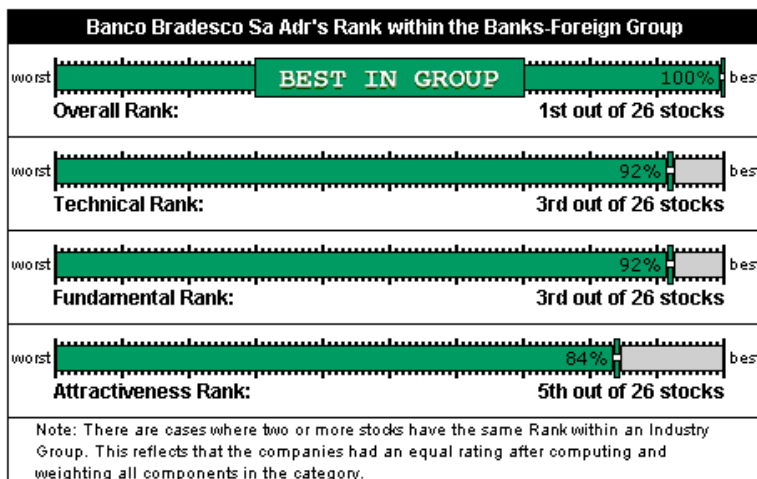 Banco Bradesco Sa Adr's Rank within the Banks-Foreign Group
worst BEST IN GROUP 100% best
Overall Rank: 1st out of 26 stocks
worst 92% best
Technical Rank: 3rd out of 26 stocks
worst 92% best
Fundamental Rank: 3rd out of 26 stocks
worst 84% best
Attractiveness Rank: 5th out of 26 stocks
Note: There are cases where two or more stocks have the same Rank within an Industry
Group. This reflects that the companies had an equal rating after computing and
weighting all components in the category.